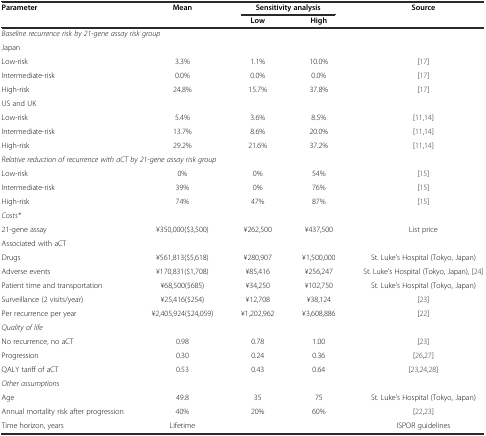 Parameter Mean Sensitivity analysis Source
Low High
Baseline recurrence risk by 21-gene assay risk group
Japan
Low-risk 3.3% 1.1% 10.0% [17]
Intermediate-risk 0.0% 0.0% 0.0% [17]
High-risk 24.8% 15.7% 37.8% [17]
US and UK
Low-risk 5.4% 3.6% 8.5% [11,14]
Intermediate-risk 13.7% 8.6% 20.0% [11,14]
High-risk 29.2% 21.6% 37.2% [11,14]
Relative reduction of recurrence with aCT by 21-gene assay risk group
Low-risk 0% 0% 54% [15]
Intermediate-risk 39% 0% 76% [15]
High-risk 74% 47% 87% [15]
Costs*
21-gene assay ¥350,000($3,500) ¥262,500 ¥437,500 List price
Associated with aCT
Drugs ¥561,813($5,618) ¥280,907 ¥1,500,000 St. Luke's Hospital (Tokyo, Japan)
Adverse events ¥170,831($1,708) ¥85,416 ¥256,247 St. Luke's Hospital (Tokyo, Japan), [24]
Patient time and transportation ¥68,500($685) ¥34,250 ¥102,750 St. Luke's Hospital (Tokyo, Japan)
Surveillance (2 visits/year) ¥25,416($254) ¥12,708 ¥38,124 [23]
Per recurrence per year ¥2,405,924($24,059) ¥1,202,962 ¥3,608,886 [22]
Quality of life
No recurrence, no aCT 0.98 0.78 1.00 [23]
Progression 0.30 0.24 0.36 [26,27]
QALY tariff of aCT 0.53 0.43 0.64 [23,24,28]
Other assumptions
Age 49.8 35 75 St. Luke's Hospital (Tokyo, Japan)
Annual mortality risk after progression 40% 20% 60% [22,23]
Time horizon, years Lifetime ISPOR guidelines